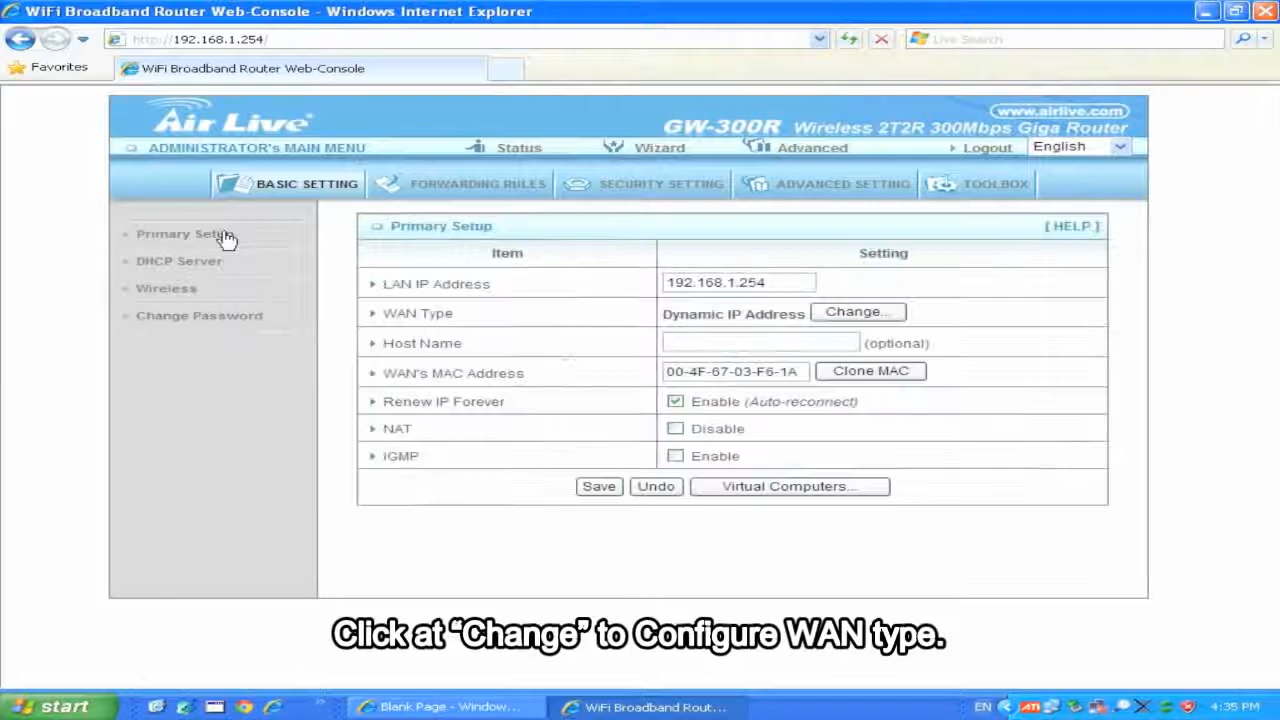 WiFi Broadband Router Web-Console - Windows Internet Explorer
http://192.168.1.254/
Live Search
Favorites
WiFi Broadband Router Web-Console
Air Live
www.airlive.com
GW-300R Wireless 2T2R 300Mbps Giga Router
ADMINISTRATOR's MAIN MENU Status Wizard Advanced Logout English
BASIC SETTING FORWARDING RULES SECURITY SETTING ADVANCED SETTING TOOLBOX
Primary Setup
DHCP Server
Wireless
Change Password
Primary Setup [ HELP ]
Item Setting
LAN IP Address 192.168.1.254
WAN Type Dynamic IP Address Change...
Host Name (optional)
WAN's MAC Address 00-4F-67-03-F6-1A Clone MAC
Renew IP Forever Enable (Auto-reconnect)
NAT Disable
IGMP Enable
Save Undo Virtual Computers...
Click at “Change” to Configure WAN type.
start Blank Page - Window... WiFi Broadband Rout... EN ATI 4:35 PM